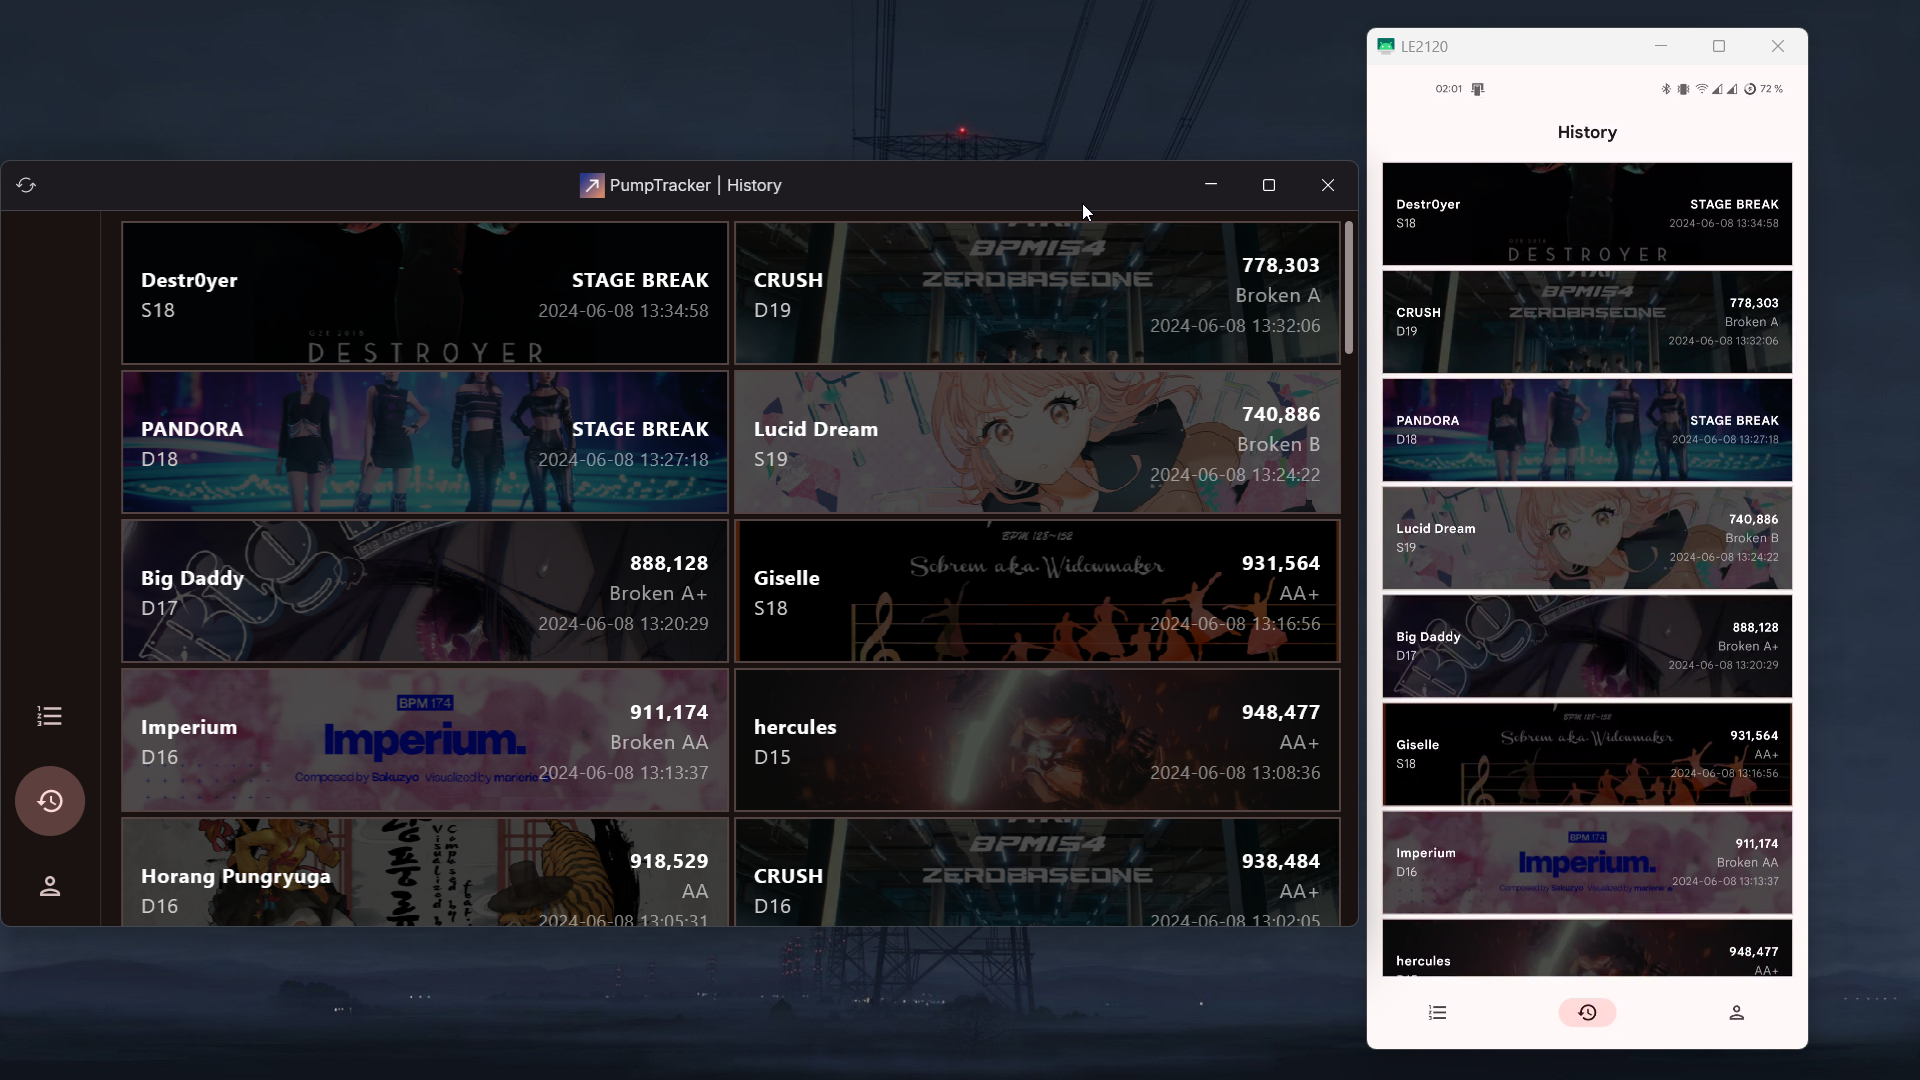 PumpTracker | History
Destr0yer
S18
STAGE BREAK
2024-06-08 13:34:58
GZE 2018
DESTROYER
CRUSH
D19
BPM154
ZEROBASEONE
778,303
Broken A
2024-06-08 13:32:06
PANDORA
D18
STAGE BREAK
2024-06-08 13:27:18
Lucid Dream
S19
740,886
Broken B
2024-06-08 13:24:22
Big Daddy
D17
888,128
Broken A+
2024-06-08 13:20:29
Giselle
S18
BPM 128~152
Sobrem a.k.a. Widowmaker
931,564
AA+
2024-06-08 13:16:56
Imperium
D16
BPM 174
Imperium.
Composed by Sakuzyo visualized by
911,174
Broken AA
2024-06-08 13:13:37
hercules
D15
948,477
AA+
2024-06-08 13:08:36
Horang Pungryuga
D16
918,529
AA
2024-06-08 13:05:31
CRUSH
D16
BPM154
ZEROBASEONE
938,484
AA+
2024-06-08 13:02:05
LE2120
02:01
72 %
History
Destr0yer
S18
STAGE BREAK
2024-06-08 13:34:58
GZE 2018
DESTROYER
CRUSH
D19
BPM154
ZEROBASEONE
778,303
Broken A
2024-06-08 13:32:06
PANDORA
D18
STAGE BREAK
2024-06-08 13:27:18
Lucid Dream
S19
740,886
Broken B
2024-06-08 13:24:22
Big Daddy
D17
888,128
Broken A+
2024-06-08 13:20:29
Giselle
S18
BPM 128~152
Sobrem a.k.a. Widowmaker
931,564
AA+
2024-06-08 13:16:56
Imperium
D16
BPM 174
Imperium.
Composed by Sakuzyo visualized by
911,174
Broken AA
2024-06-08 13:13:37
hercules
948,477
AA+